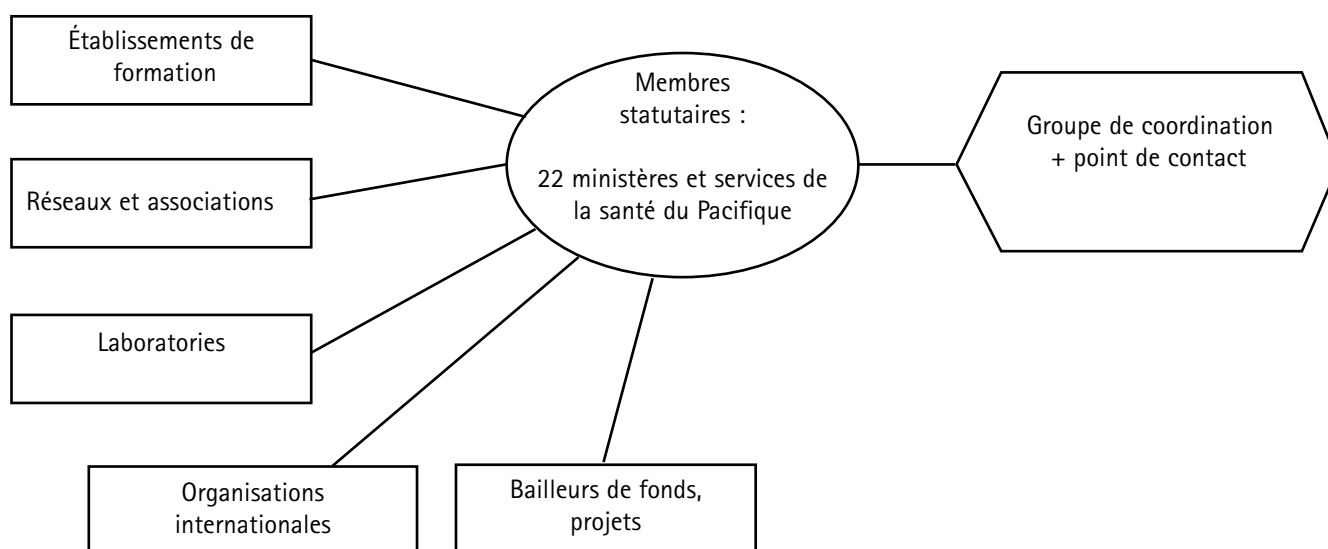 Établissements de
formation
Réseaux et associations
Laboratories
Organisations
internationales
Bailleurs de fonds,
projets
Membres
statutaires :
22 ministères et services de
la santé du Pacifique
Groupe de coordination
+ point de contact